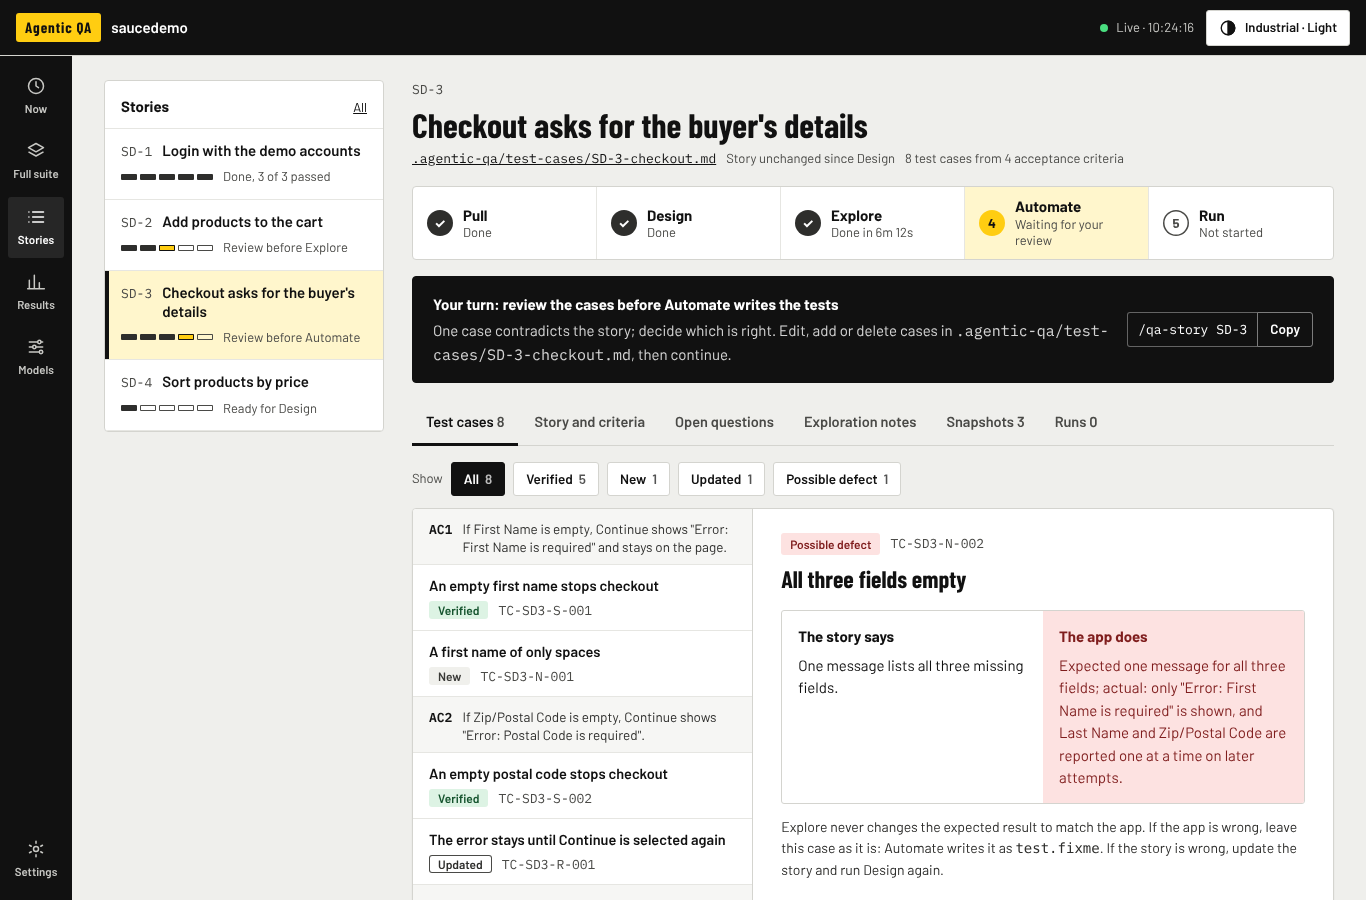 Agentic QA
saucedemo
Live · 10:24:16
Industrial · Light
Now
Full suite
Stories
Results
Models
Settings
Stories
All
SD-1 Login with the demo accounts
Done, 3 of 3 passed
SD-2 Add products to the cart
Review before Explore
SD-3 Checkout asks for the buyer's
details
Review before Automate
SD-4 Sort products by price
Ready for Design
SD-3
Checkout asks for the buyer's details
.agentic-qa/test-cases/SD-3-checkout.md Story unchanged since Design 8 test cases from 4 acceptance criteria
Pull
Done
Design
Done
Explore
Done in 6m 12s
4
Automate
Waiting for your
review
5
Run
Not started
Your turn: review the cases before Automate writes the tests
One case contradicts the story; decide which is right. Edit, add or delete cases in .agentic-qa/test-
cases/SD-3-checkout.md, then continue.
/qa-story SD-3
Copy
Test cases 8
Story and criteria
Open questions
Exploration notes
Snapshots 3
Runs 0
Show
All 8
Verified 5
New 1
Updated 1
Possible defect 1
AC1 If First Name is empty, Continue shows "Error:
First Name is required" and stays on the page.
An empty first name stops checkout
Verified TC-SD3-S-001
A first name of only spaces
New TC-SD3-N-001
AC2 If Zip/Postal Code is empty, Continue shows
"Error: Postal Code is required".
An empty postal code stops checkout
Verified TC-SD3-S-002
The error stays until Continue is selected again
Updated TC-SD3-R-001
Possible defect TC-SD3-N-002
All three fields empty
The story says
One message lists all three missing
fields.
The app does
Expected one message for all three
fields; actual: only "Error: First
Name is required" is shown, and
Last Name and Zip/Postal Code are
reported one at a time on later
attempts.
Explore never changes the expected result to match the app. If the app is wrong, leave
this case as it is: Automate writes it as test.fixme. If the story is wrong, update the
story and run Design again.